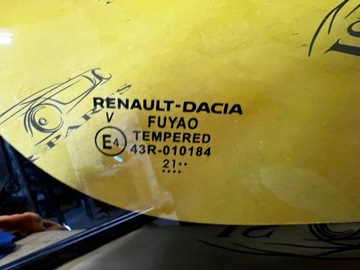 RENAULT-DACIA
V FUYAO
E4 TEMPERED
43R-010184
21··
····